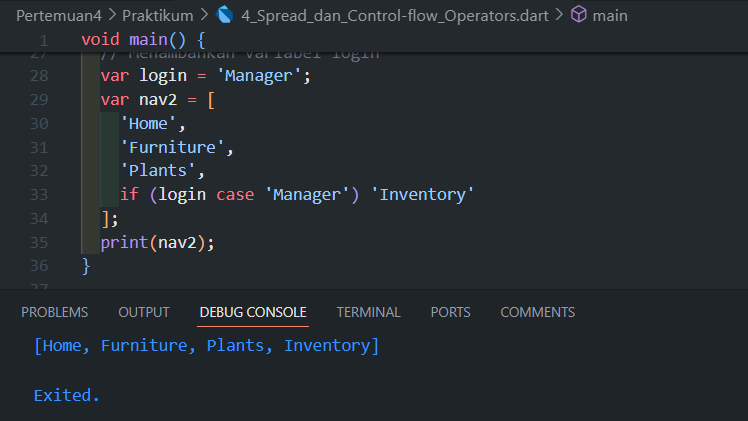 Pertemuan4 > Praktikum > 4_Spread_dan_Control-flow_Operators.dart > main
1 void main() {
27 // Menambahkan variabel login
28 var login = 'Manager';
29 var nav2 = [
30 'Home',
31 'Furniture',
32 'Plants',
33 if (login case 'Manager') 'Inventory'
34 ];
35 print(nav2);
36 }
37
PROBLEMS OUTPUT DEBUG CONSOLE TERMINAL PORTS COMMENTS
[Home, Furniture, Plants, Inventory]
Exited.